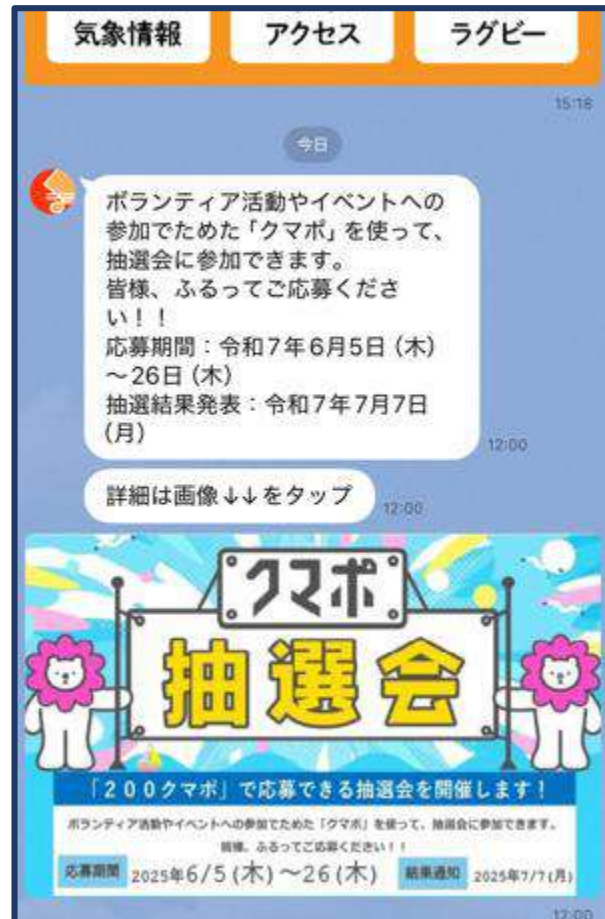 気象情報
アクセス
ラグビー
15:18
今日
ボランティア活動やイベントへの
参加でためた「クマポ」を使って、
抽選会に参加できます。
皆様、ふるってご応募くださ
い！！
応募期間：令和7年6月5日（木）
～26日（木）
抽選結果発表：令和7年7月7日
（月）
12:00
詳細は画像↓↓をタップ
12:00
クマポ
抽選会
「２００クマポ」で応募できる抽選会を開催します！
ボランティア活動やイベントへの参加でためた「クマポ」を使って、抽選会に参加できます。
皆様、ふるってご応募ください！！
応募期間 2025年6/5(木)～26(木) 結果通知 2025年7/7(月)
12:00